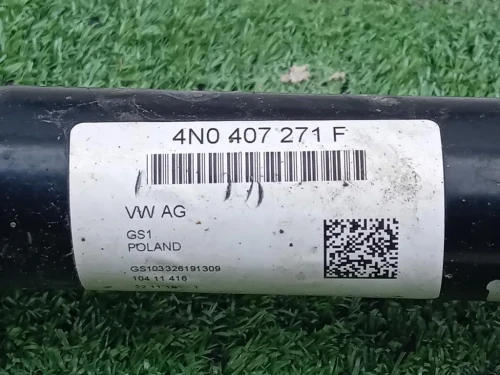 4N0 407 271 F
VW AG
GS1
POLAND
GS103326191309
104 11 416